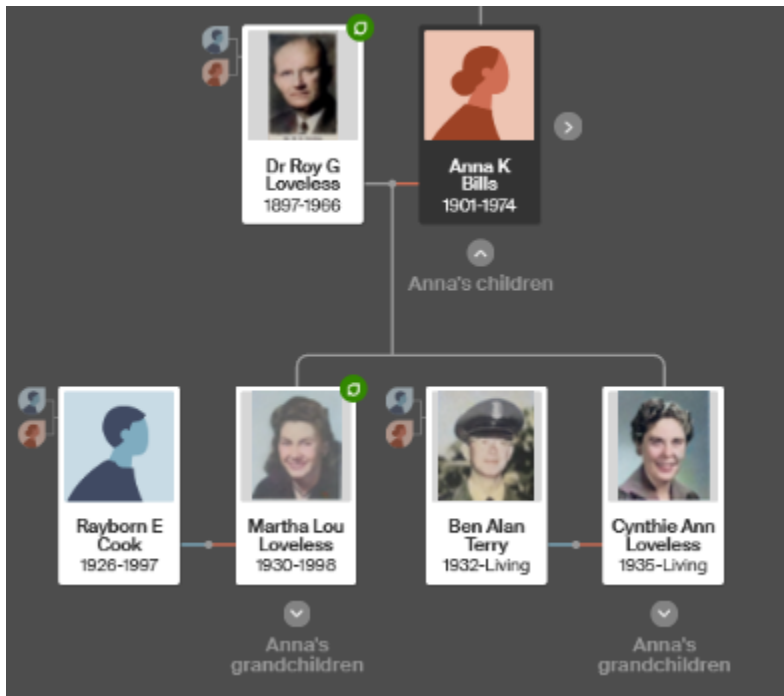 Dr Roy G
Loveless
1897-1966
Anna K
Bills
1901-1974
Anna's children
Rayborn E
Cook
1926-1997
Martha Lou
Loveless
1930-1998
Ben Alan
Terry
1932-Living
Cynthie Ann
Loveless
1935-Living
Anna's
grandchildren
Anna's
grandchildren